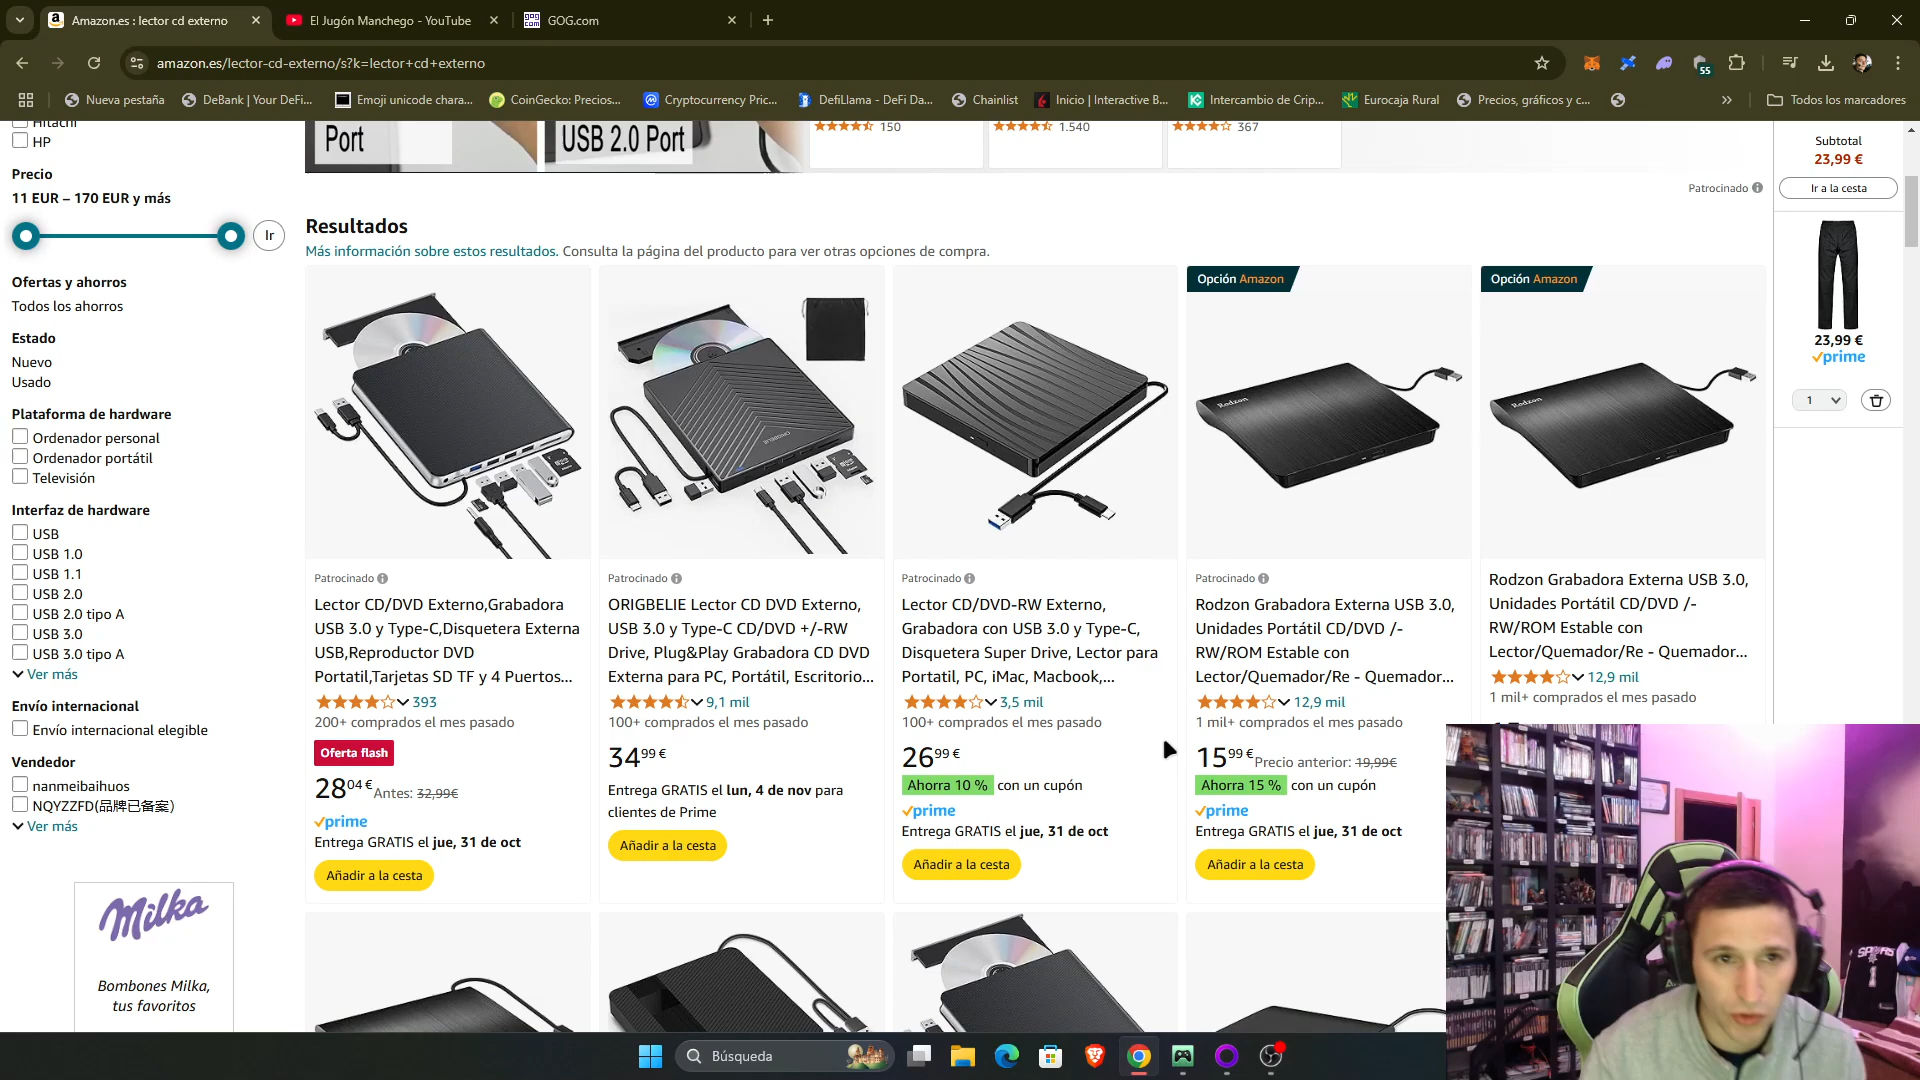 Amazon.es : lector cd externo
El Jugón Manchego - YouTube
GOG.com
amazon.es/lector-cd-externo/s?k=lector+cd+externo
55
Nueva pestaña
DeBank | Your DeFi...
Emoji unicode chara...
CoinGecko: Precios...
Cryptocurrency Pric...
DefiLlama - DeFi Da...
Chainlist
Inicio | Interactive B...
Intercambio de Crip...
Eurocaja Rural
Precios, gráficos y c...
Todos los marcadores
Hitachi
HP
Precio
11 EUR – 170 EUR y más
Ir
Ofertas y ahorros
Todos los ahorros
Estado
Nuevo
Usado
Plataforma de hardware
Ordenador personal
Ordenador portátil
Televisión
Interfaz de hardware
USB
USB 1.0
USB 1.1
USB 2.0
USB 2.0 tipo A
USB 3.0
USB 3.0 tipo A
Ver más
Envío internacional
Envío internacional elegible
Vendedor
nanmeibaihuos
NQYZZFD(品牌已备案)
Ver más
Milka
Bombones Milka,
tus favoritos
Port
USB 2.0 Port
150
1.540
367
Patrocinado
Resultados
Más información sobre estos resultados. Consulta la página del producto para ver otras opciones de compra.
Patrocinado
Lector CD/DVD Externo,Grabadora
USB 3.0 y Type-C,Disquetera Externa
USB,Reproductor DVD
Portatil,Tarjetas SD TF y 4 Puertos...
393
200+ comprados el mes pasado
Oferta flash
28,04 € Antes: 32,99€
prime
Entrega GRATIS el jue, 31 de oct
Añadir a la cesta
Patrocinado
ORIGBELIE Lector CD DVD Externo,
USB 3.0 y Type-C CD/DVD +/-RW
Drive, Plug&Play Grabadora CD DVD
Externa para PC, Portátil, Escritorio...
9,1 mil
100+ comprados el mes pasado
34,99 €
Entrega GRATIS el lun, 4 de nov para
clientes de Prime
Añadir a la cesta
Patrocinado
Lector CD/DVD-RW Externo,
Grabadora con USB 3.0 y Type-C,
Disquetera Super Drive, Lector para
Portatil, PC, iMac, Macbook,...
3,5 mil
100+ comprados el mes pasado
26,99 €
Ahorra 10 % con un cupón
prime
Entrega GRATIS el jue, 31 de oct
Añadir a la cesta
Opción Amazon
Rodzon
Patrocinado
Rodzon Grabadora Externa USB 3.0,
Unidades Portátil CD/DVD /-
RW/ROM Estable con
Lector/Quemador/Re - Quemador...
12,9 mil
1 mil+ comprados el mes pasado
15,99 € Precio anterior: 19,99€
Ahorra 15 % con un cupón
prime
Entrega GRATIS el jue, 31 de oct
Añadir a la cesta
Opción Amazon
Rodzon
Rodzon Grabadora Externa USB 3.0,
Unidades Portátil CD/DVD /-
RW/ROM Estable con
Lector/Quemador/Re - Quemador...
12,9 mil
1 mil+ comprados el mes pasado
Subtotal
23,99 €
Ir a la cesta
23,99 €
prime
1
SPURS
1
Búsqueda